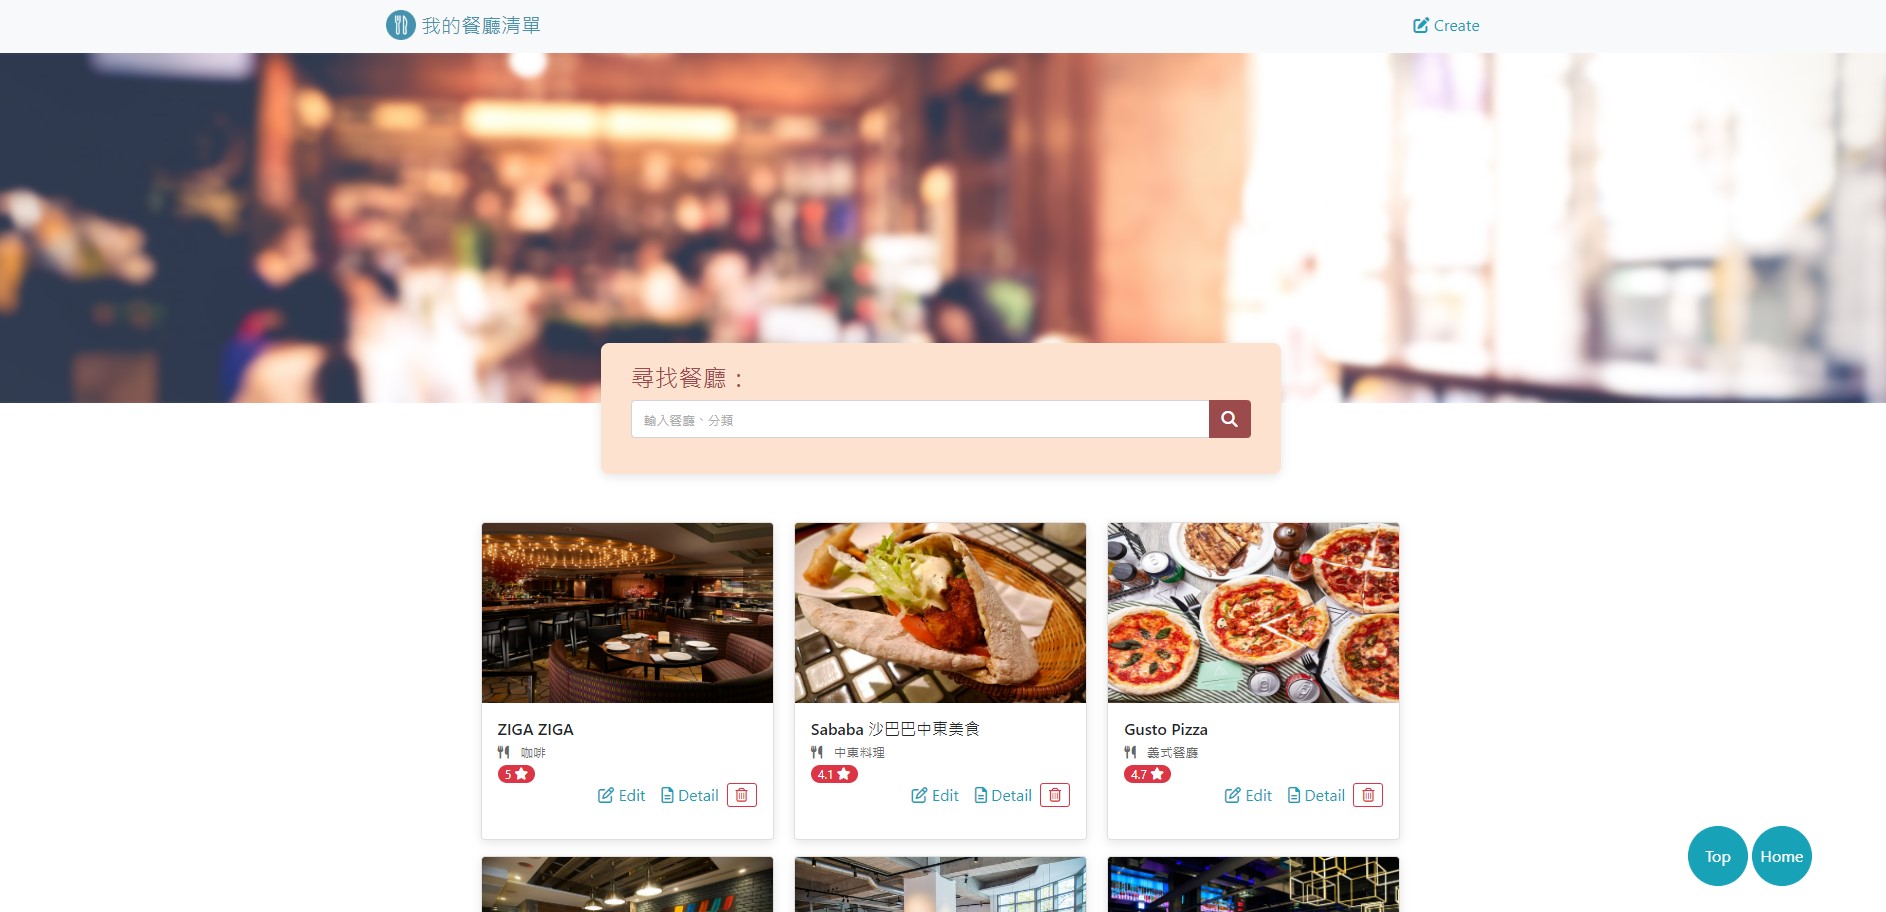 我的餐廳清單
Create
尋找餐廳：
輸入餐廳、分類
ZIGA ZIGA
咖啡
5
Edit Detail
Sababa 沙巴巴中東美食
中東料理
4.1
Edit Detail
Gusto Pizza
義式餐廳
4.7
Edit Detail
Top Home